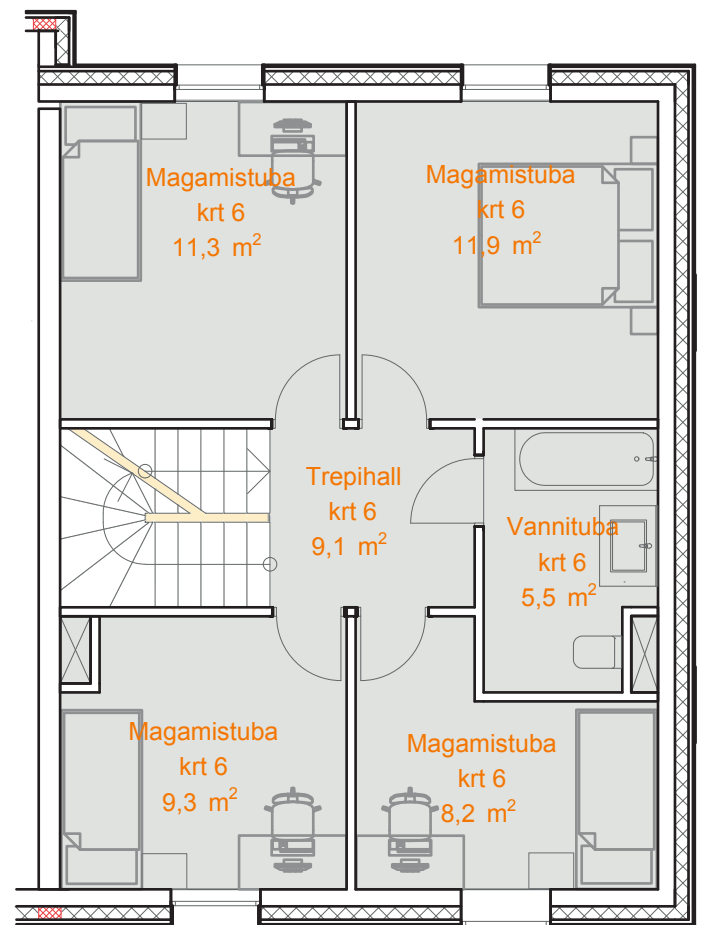 Magamistuba
krt 6
11,3 m²
Magamistuba
krt 6
11,9 m²
Trepihall
krt 6
9,1 m²
Vannituba
krt 6
5,5 m²
Magamistuba
krt 6
9,3 m²
Magamistuba
krt 6
8,2 m²